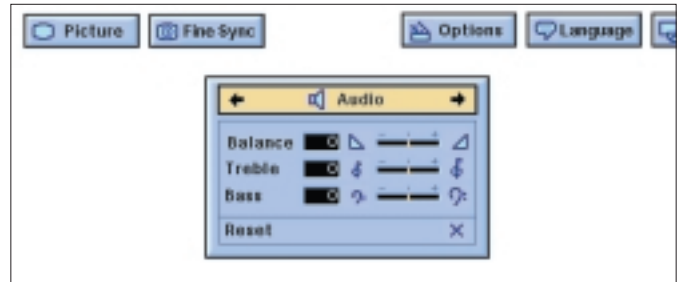 Picture Fine Sync Options Language
Audio
Balance 0
Treble 0
Bass 0
Reset